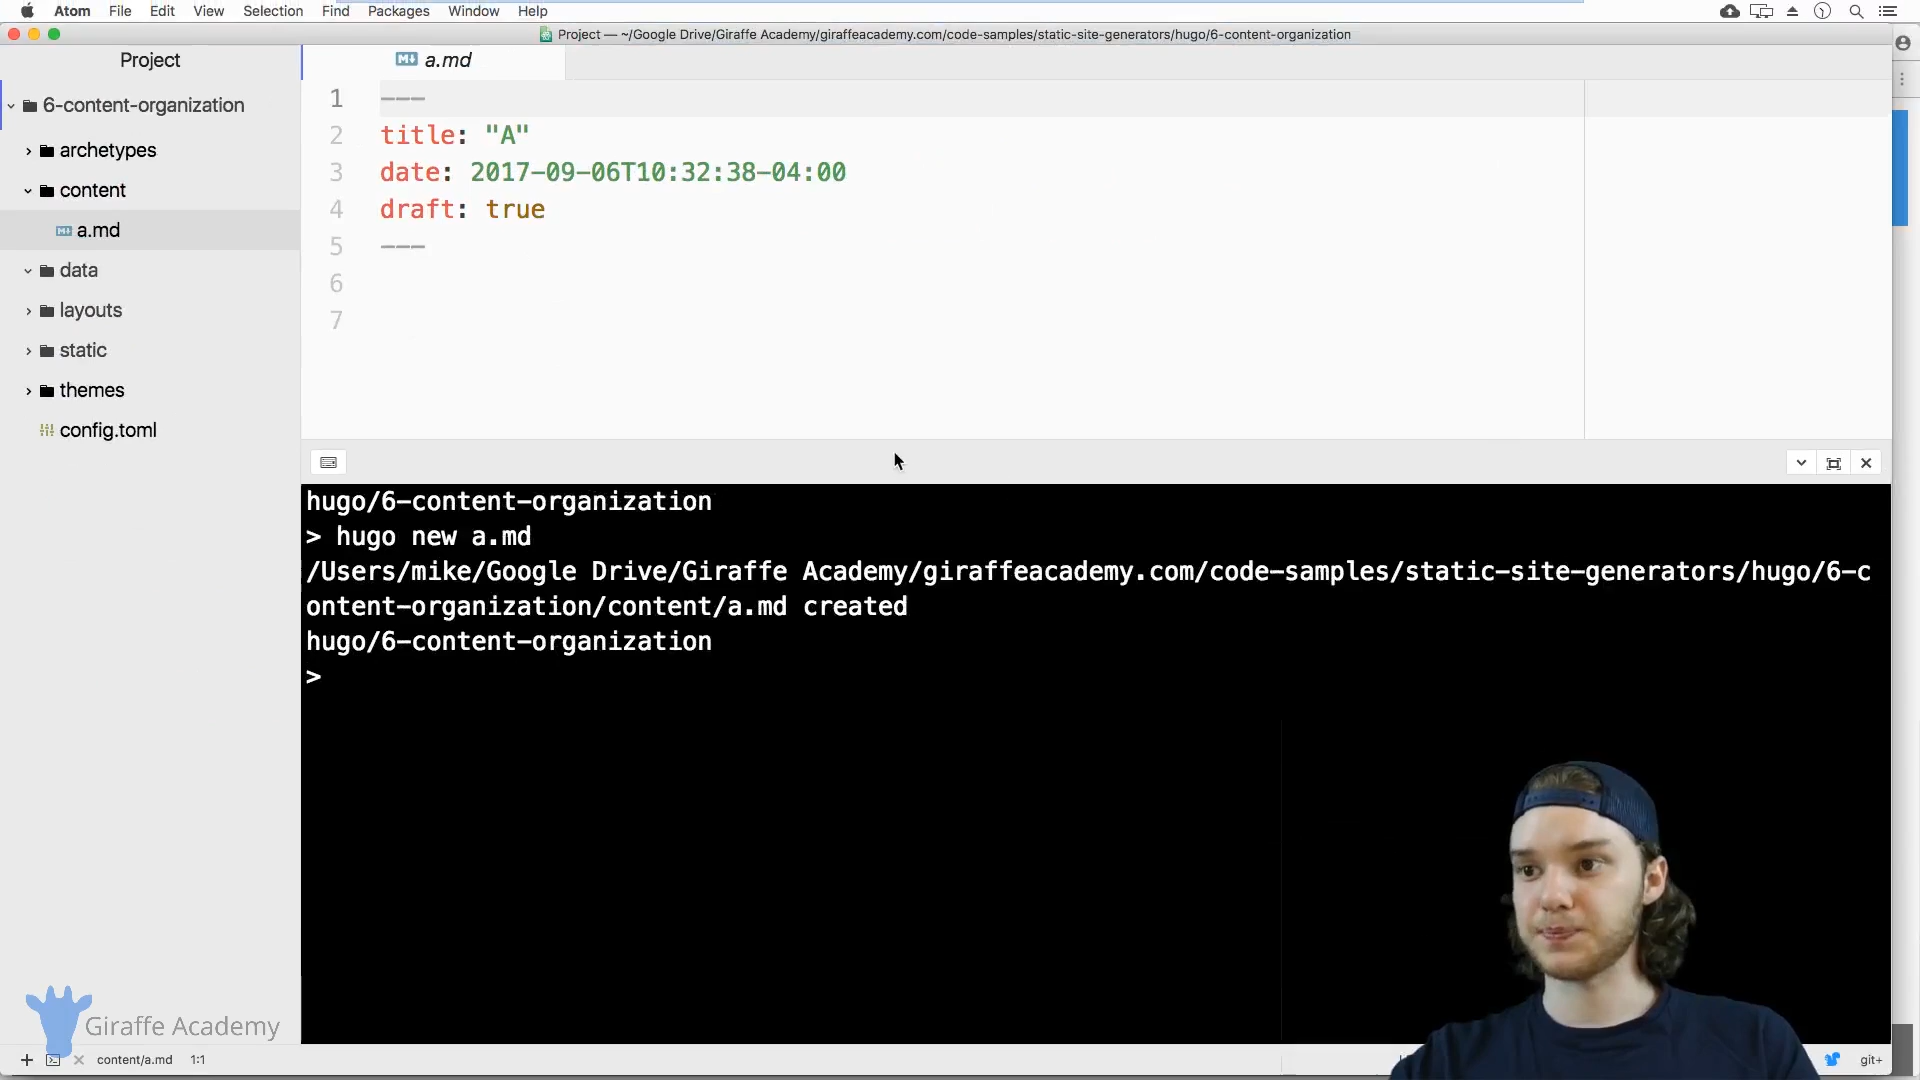 Atom File Edit View Selection Find Packages Window Help
Project — ~/Google Drive/Giraffe Academy/giraffeacademy.com/code-samples/static-site-generators/hugo/6-content-organization
Project
a.md
6-content-organization
archetypes
content
a.md
data
layouts
static
themes
config.toml
1 ---
2 title: "A"
3 date: 2017-09-06T10:32:38-04:00
4 draft: true
5 ---
6
7
hugo/6-content-organization
> hugo new a.md
/Users/mike/Google Drive/Giraffe Academy/giraffeacademy.com/code-samples/static-site-generators/hugo/6-c
ontent-organization/content/a.md created
hugo/6-content-organization
>
Giraffe Academy
content/a.md 1:1
git+